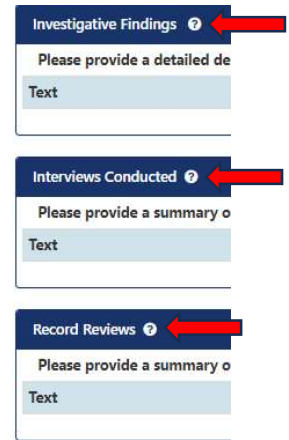 Investigative Findings ?
Please provide a detailed de
Text
Interviews Conducted ?
Please provide a summary o
Text
Record Reviews ?
Please provide a summary o
Text